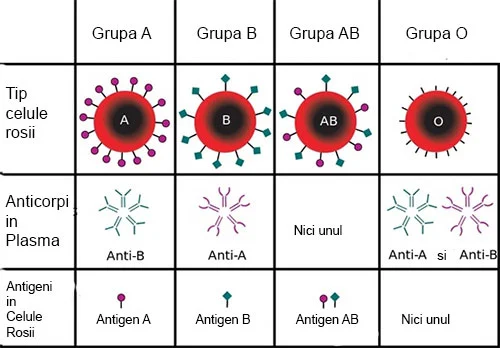 Grupa A Grupa B Grupa AB Grupa O
Tip
celule
rosii
A B AB O
Anticorpi
in
Plasma
Anti-B Anti-A Nici unul Anti-A si Anti-B
Antigeni
in
Celule
Rosii
Antigen A Antigen B Antigen AB Nici unul